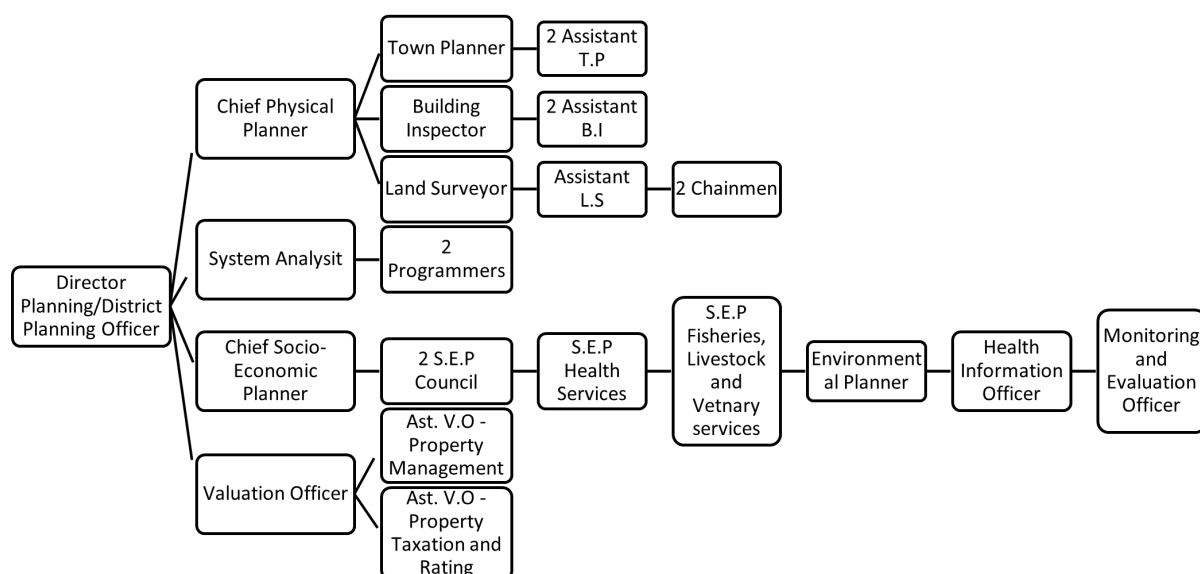 Director
Planning/District
Planning Officer
Chief Physical
Planner
Town Planner
2 Assistant
T.P
Building
Inspector
2 Assistant
B.I
Land Surveyor
Assistant
L.S
2 Chainmen
System Analysit
2
Programmers
Chief Socio-
Economic
Planner
2 S.E.P
Council
S.E.P
Health
Services
S.E.P
Fisheries,
Livestock
and
Vetnary
services
Environment
al Planner
Health
Information
Officer
Monitoring
and
Evaluation
Officer
Valuation Officer
Ast. V.O -
Property
Management
Ast. V.O -
Property
Taxation and
Rating